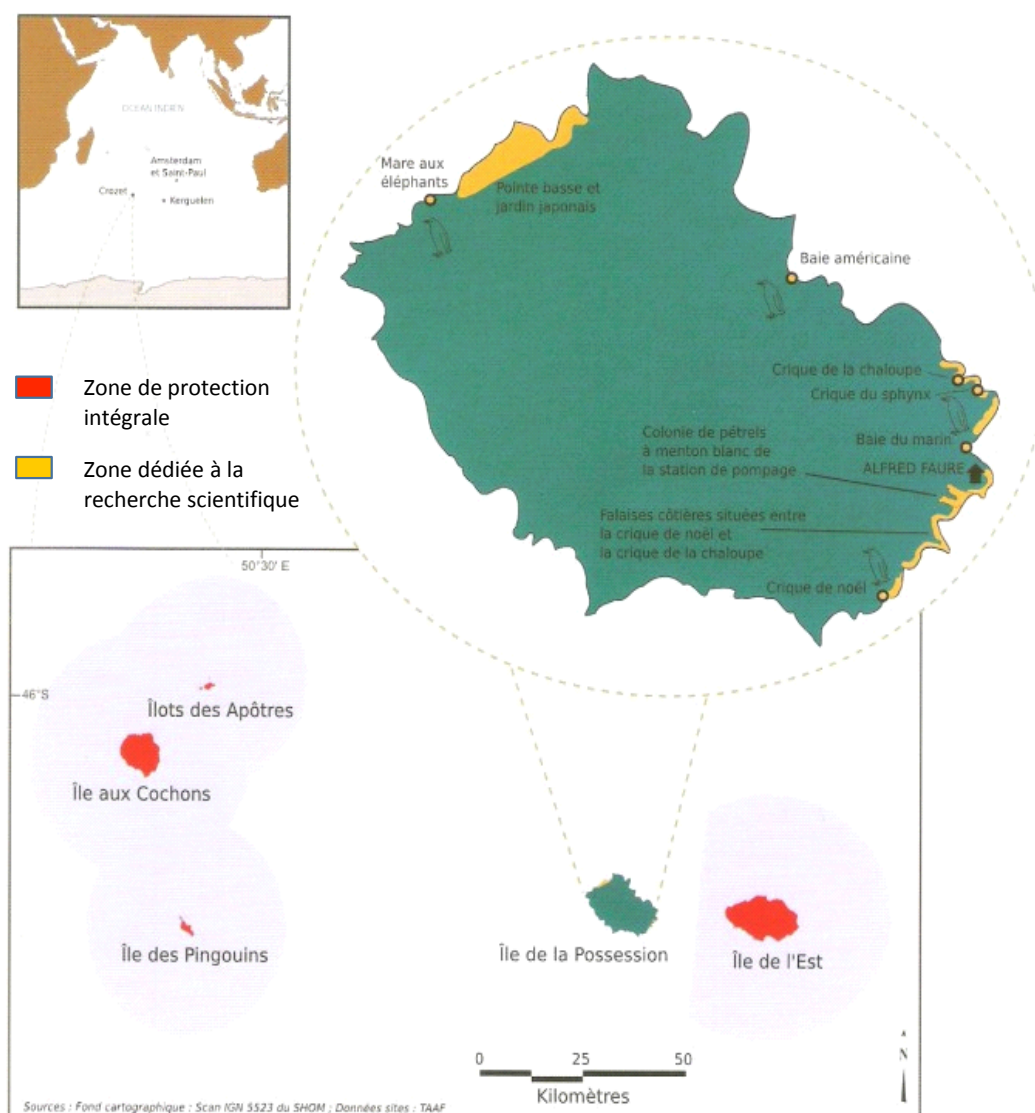 OCEAN INDIEN
Amsterdam
et Saint-Paul
Crozet
Kerguelen
Mare aux
éléphants
Pointe basse et
jardin japonais
Baie américaine
Crique de la chaloupe
Crique du sphynx
Baie du marin
ALFRED FAURE
Colonie de pétrels
à menton blanc de
la station de pompage
Falaises côtières situées entre
la crique de noël et
la crique de la chaloupe
Crique de noël
Zone de protection
intégrale
Zone dédiée à la
recherche scientifique
50°30' E
46°S
Îlots des Apôtres
Île aux Cochons
Île des Pingouins
Île de la Possession
Île de l'Est
0 25 50
Kilomètres
N
Sources : Fond cartographique : Scan IGN 5523 du SHOM ; Données sites : TAAF